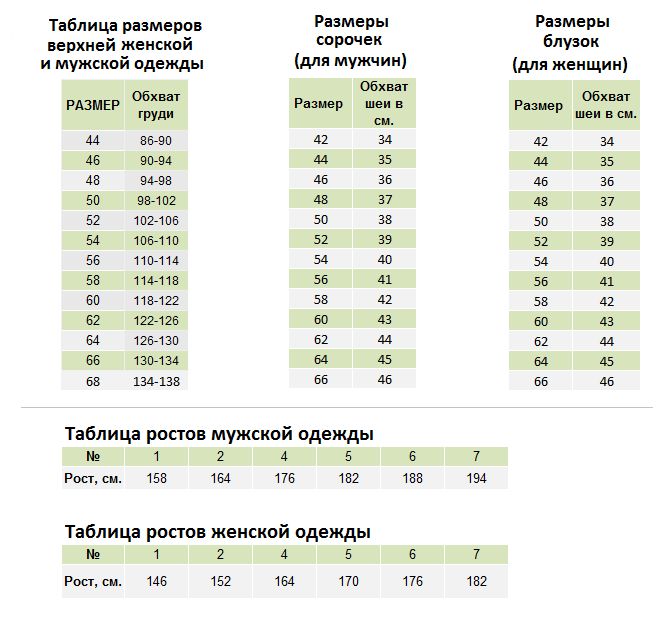 Таблица размеров
верхней женской
и мужской одежды
РАЗМЕР Обхват груди
44 86-90
46 90-94
48 94-98
50 98-102
52 102-106
54 106-110
56 110-114
58 114-118
60 118-122
62 122-126
64 126-130
66 130-134
68 134-138
Размеры
сорочек
(для мужчин)
Размер Обхват шеи в см.
42 34
44 35
46 36
48 37
50 38
52 39
54 40
56 41
58 42
60 43
62 44
64 45
66 46
Размеры
блузок
(для женщин)
Размер Обхват шеи в см.
42 34
44 35
46 36
48 37
50 38
52 39
54 40
56 41
58 42
60 43
62 44
64 45
66 46
Таблица ростов мужской одежды
№ 1 2 4 5 6 7
Рост, см. 158 164 176 182 188 194
Таблица ростов женской одежды
№ 1 2 4 5 6 7
Рост, см. 146 152 164 170 176 182